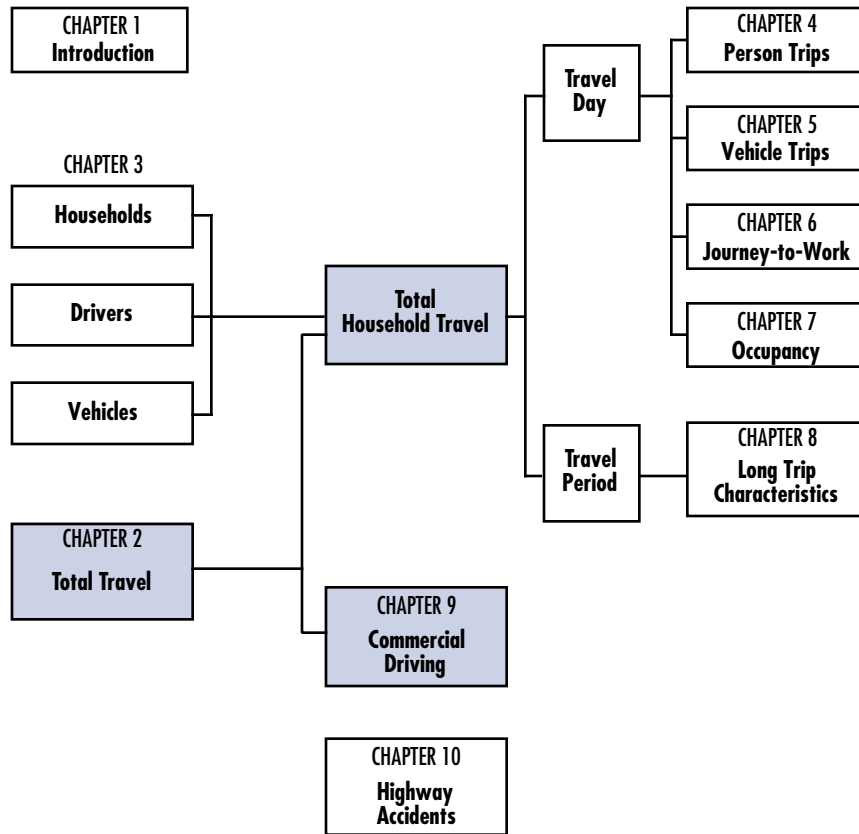 CHAPTER 1
Introduction
CHAPTER 3
Households
Drivers
Vehicles
CHAPTER 2
Total Travel
Total
Household Travel
CHAPTER 9
Commercial
Driving
CHAPTER 10
Highway
Accidents
Travel
Day
Travel
Period
CHAPTER 4
Person Trips
CHAPTER 5
Vehicle Trips
CHAPTER 6
Journey-to-Work
CHAPTER 7
Occupancy
CHAPTER 8
Long Trip
Characteristics